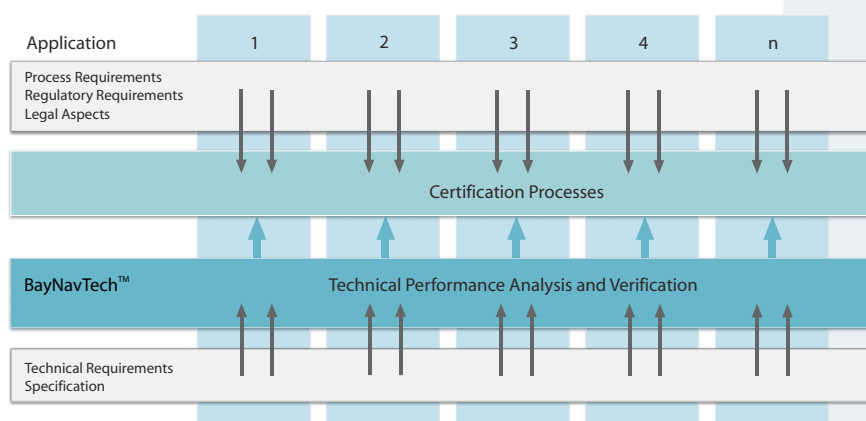 Application 1 2 3 4 n
Process Requirements
Regulatory Requirements
Legal Aspects
Certification Processes
BayNavTech™ Technical Performance Analysis and Verification
Technical Requirements
Specification